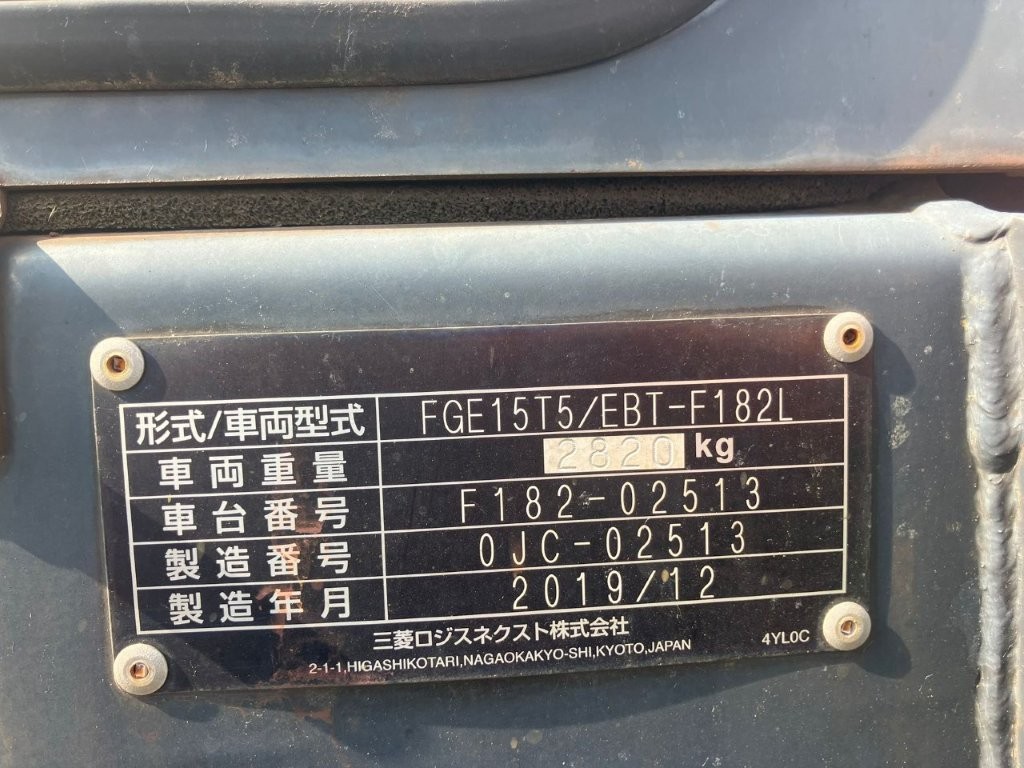 形式/車両型式 FGE15T5/EBT-F182L
車両重量 2820 kg
車台番号 F182-02513
製造番号 0JC-02513
製造年月 2019/12
三菱ロジスネクスト株式会社
2-1-1,HIGASHIKOTARI,NAGAOKAKYO-SHI,KYOTO,JAPAN 4YL0C